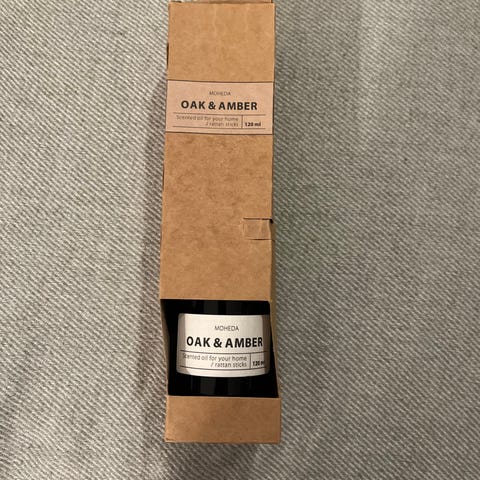 MOHEDA
OAK & AMBER
Scented oil for your home
/ rattan sticks
120 ml
MOHEDA
OAK & AMBER
Scented oil for your home
/ rattan sticks
120 ml